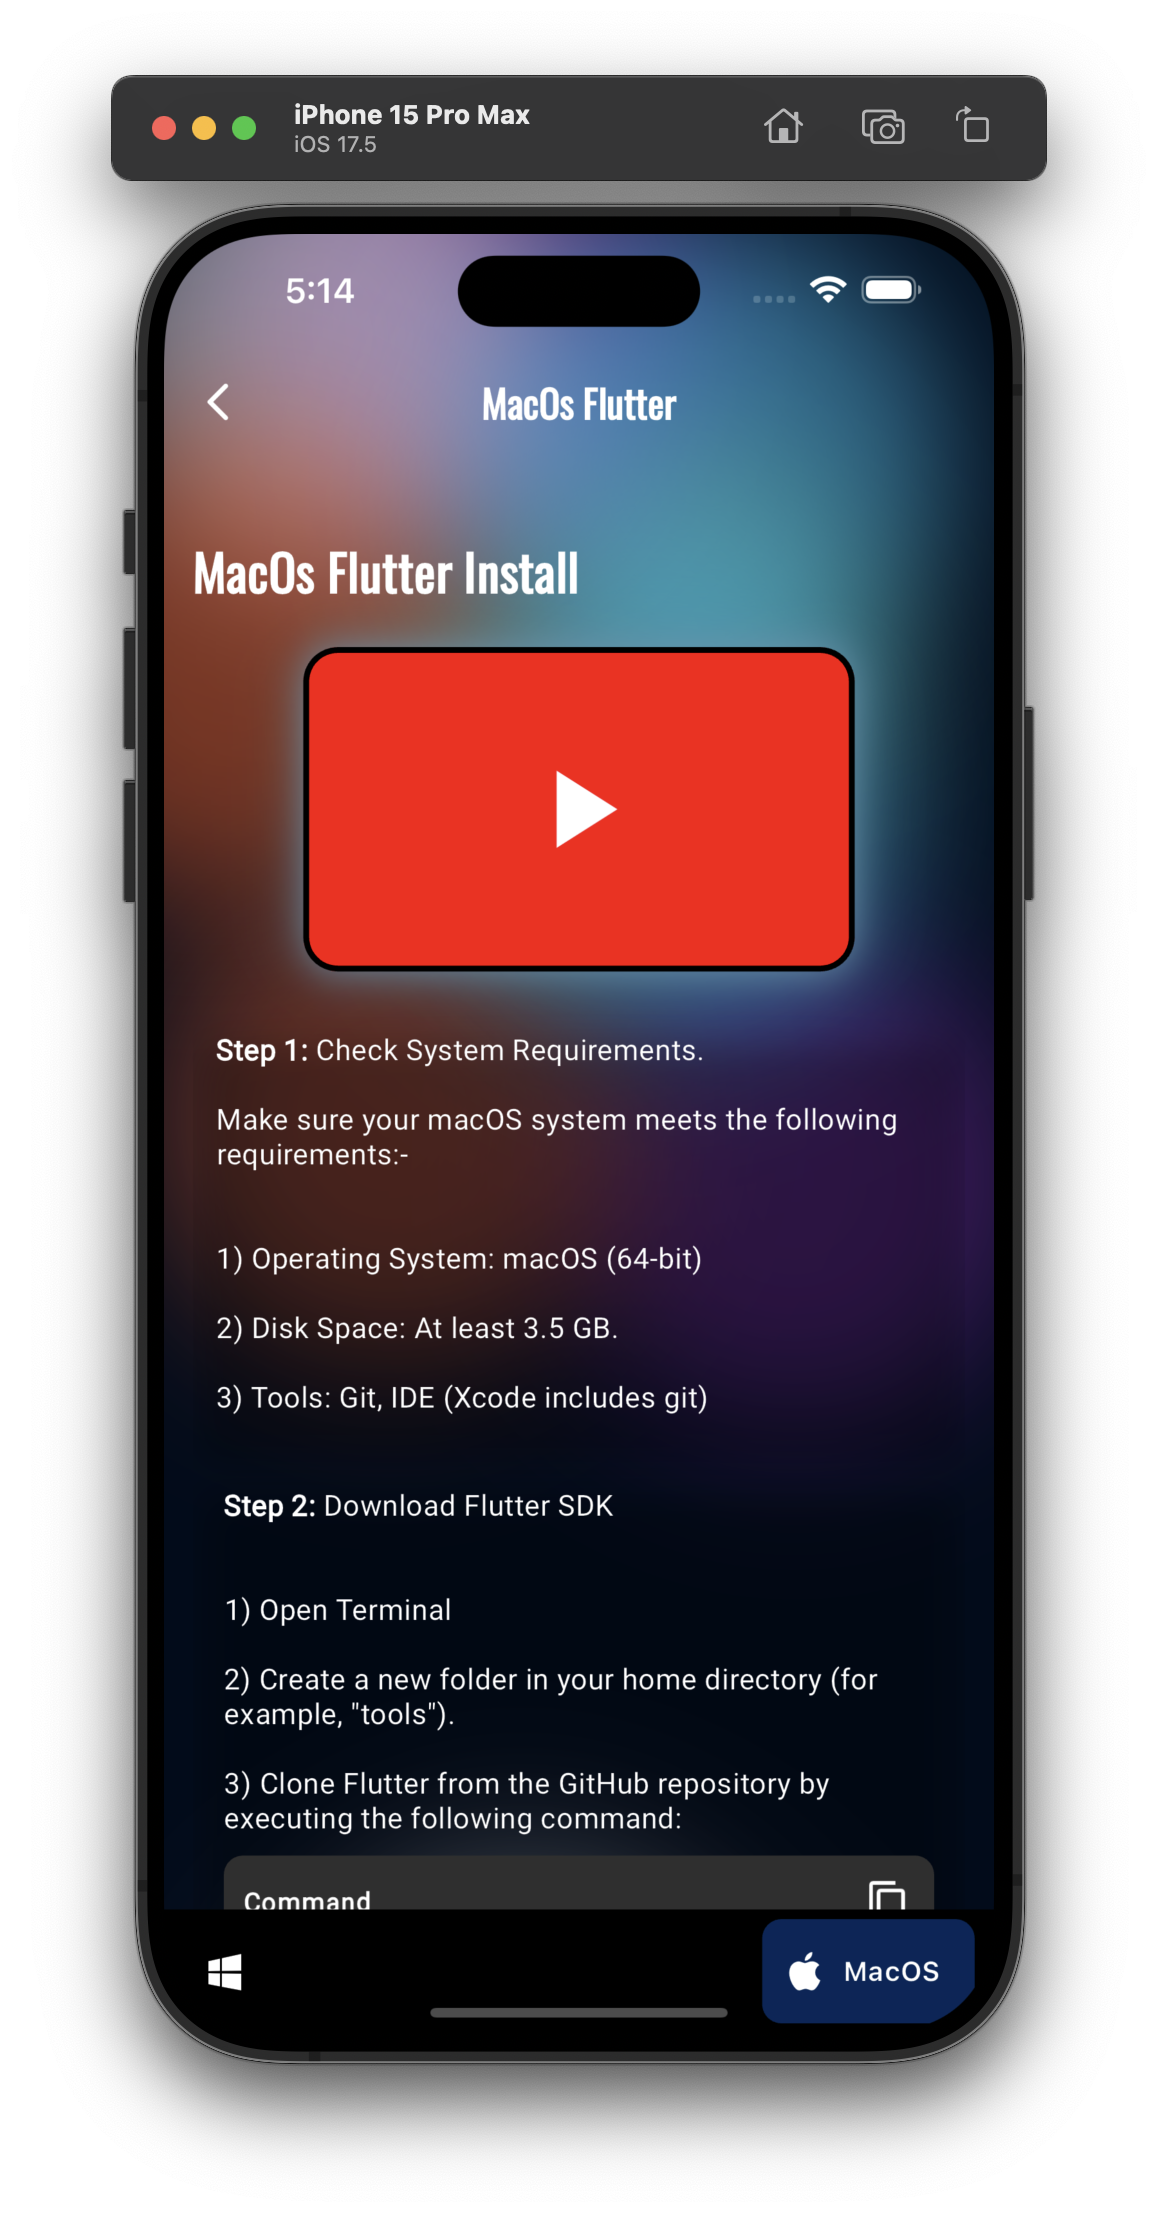 iPhone 15 Pro Max
iOS 17.5
5:14
MacOs Flutter
MacOs Flutter Install
Step 1: Check System Requirements.
Make sure your macOS system meets the following
requirements:-
1) Operating System: macOS (64-bit)
2) Disk Space: At least 3.5 GB.
3) Tools: Git, IDE (Xcode includes git)
Step 2: Download Flutter SDK
1) Open Terminal
2) Create a new folder in your home directory (for
example, "tools").
3) Clone Flutter from the GitHub repository by
executing the following command:
Command
MacOS